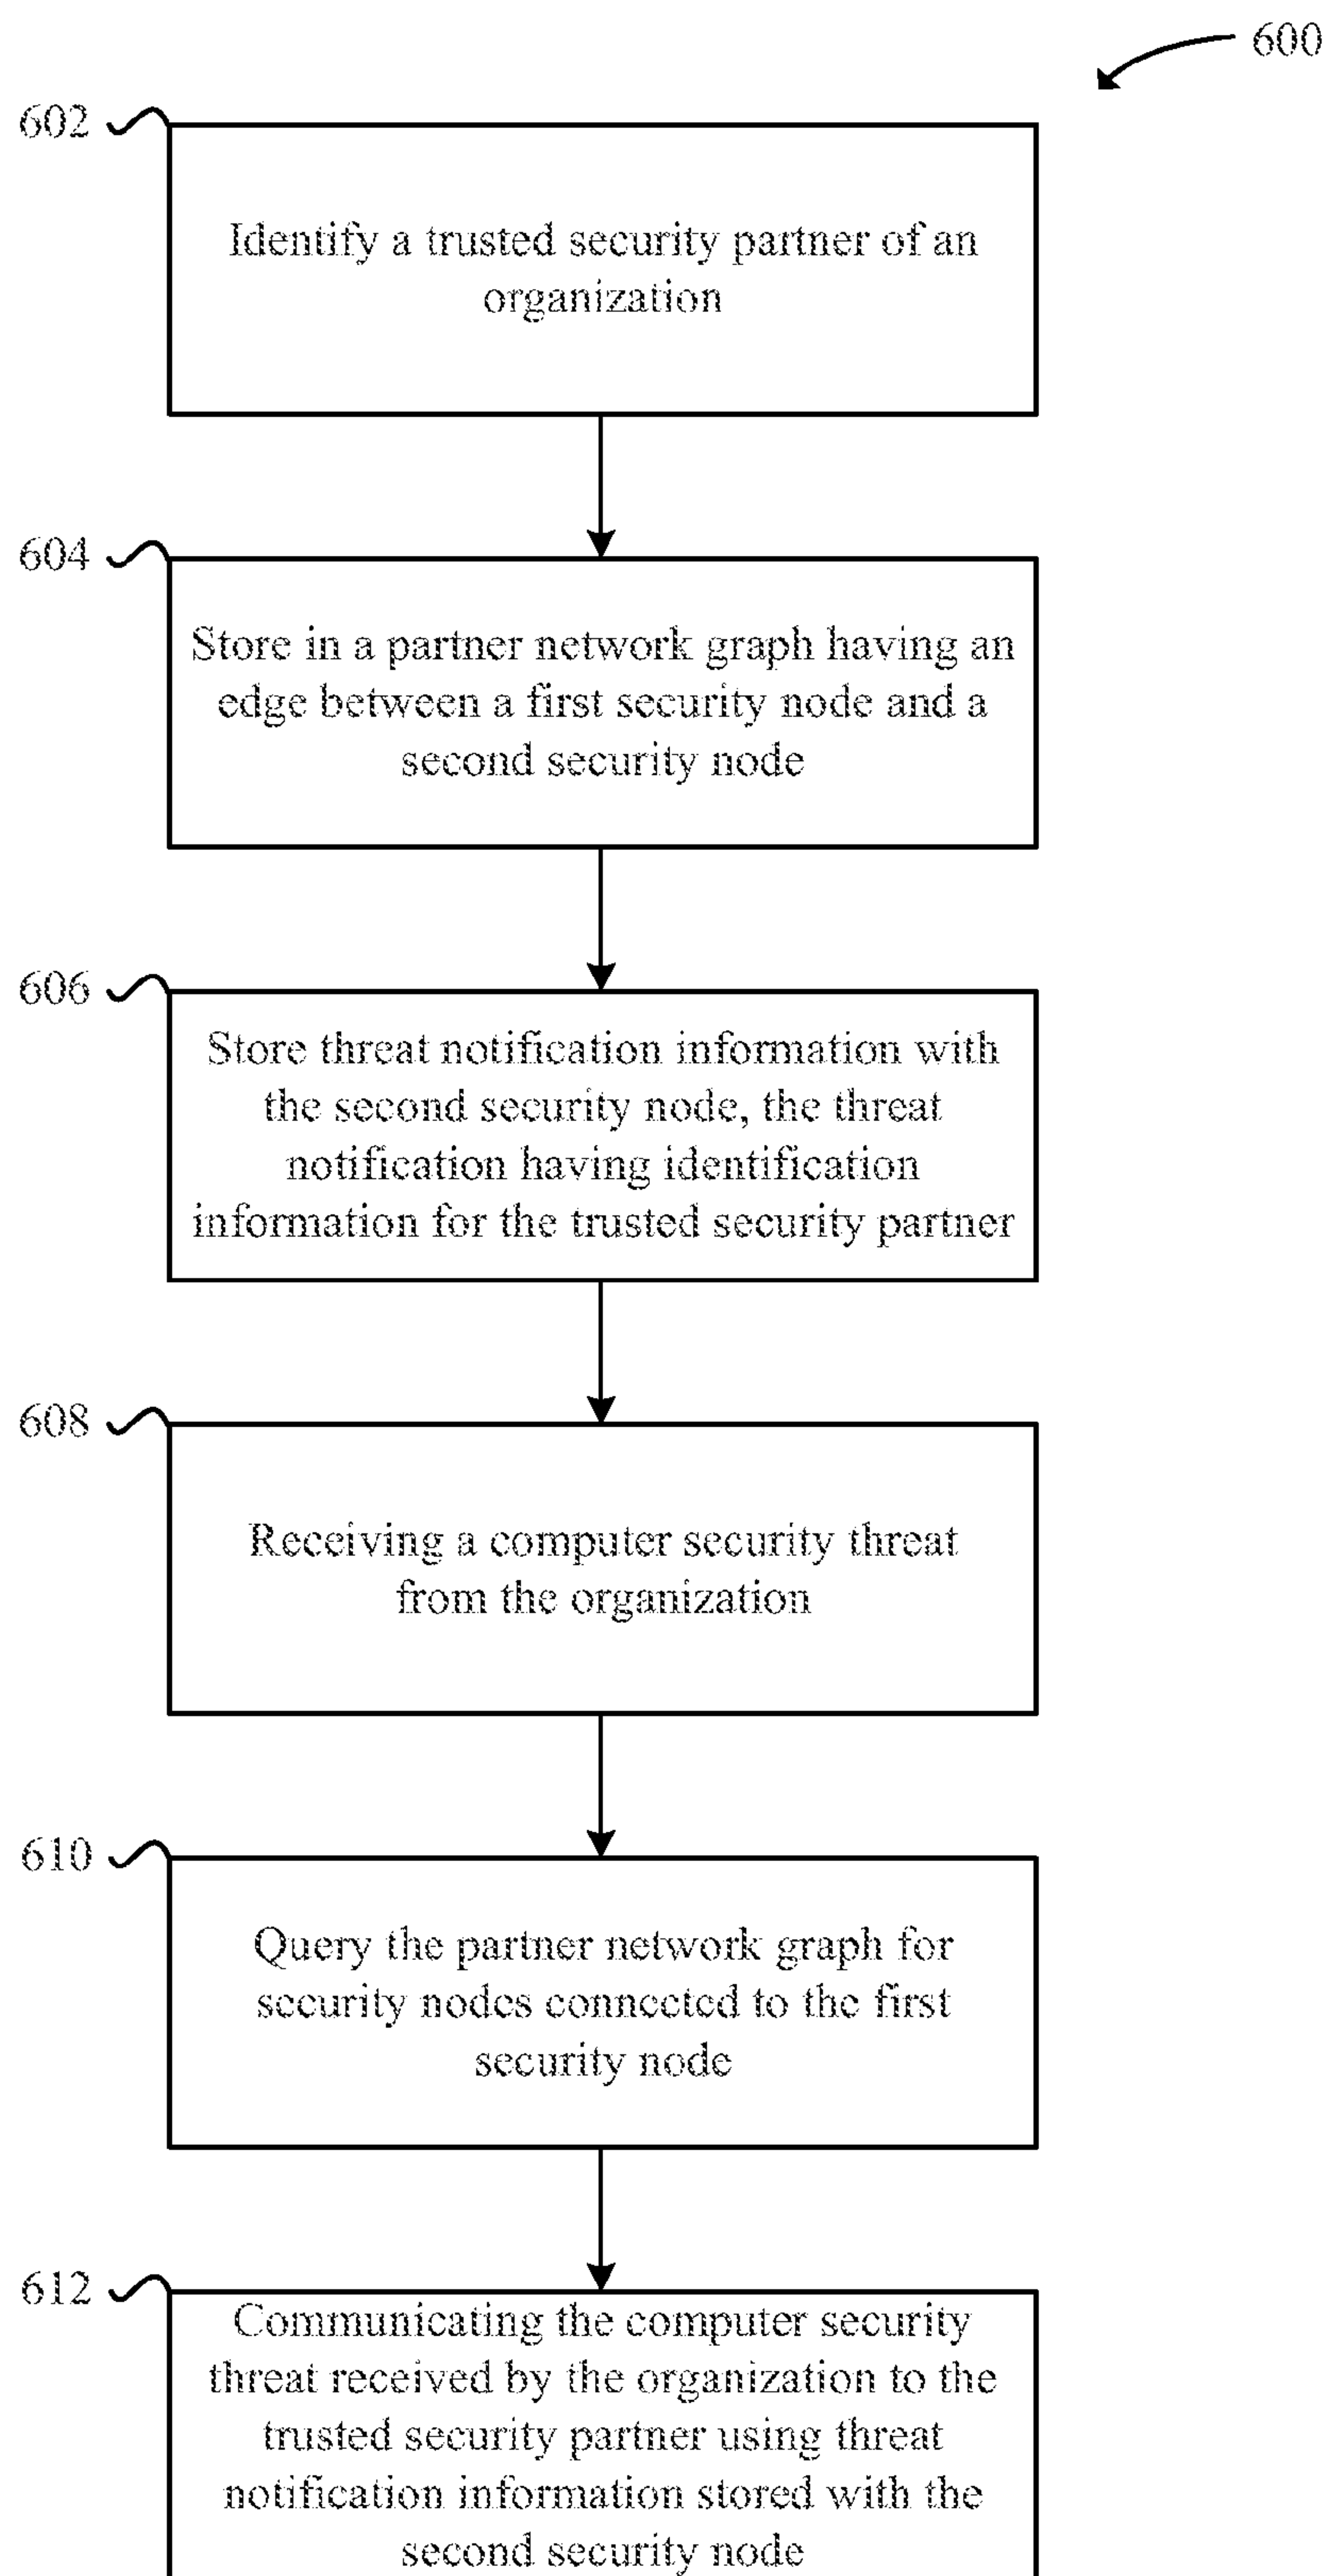 600
602
Identify a trusted security partner of an
organization
604
Store in a partner network graph having an
edge between a first security node and a
second security node
606
Store threat notification information with
the second security node, the threat
notification having identification
information for the trusted security partner
608
Receiving a computer security threat
from the organization
610
Query the partner network graph for
security nodes connected to the first
security node
612
Communicating the computer security
threat received by the organization to the
trusted security partner using threat
notification information stored with the
second security node